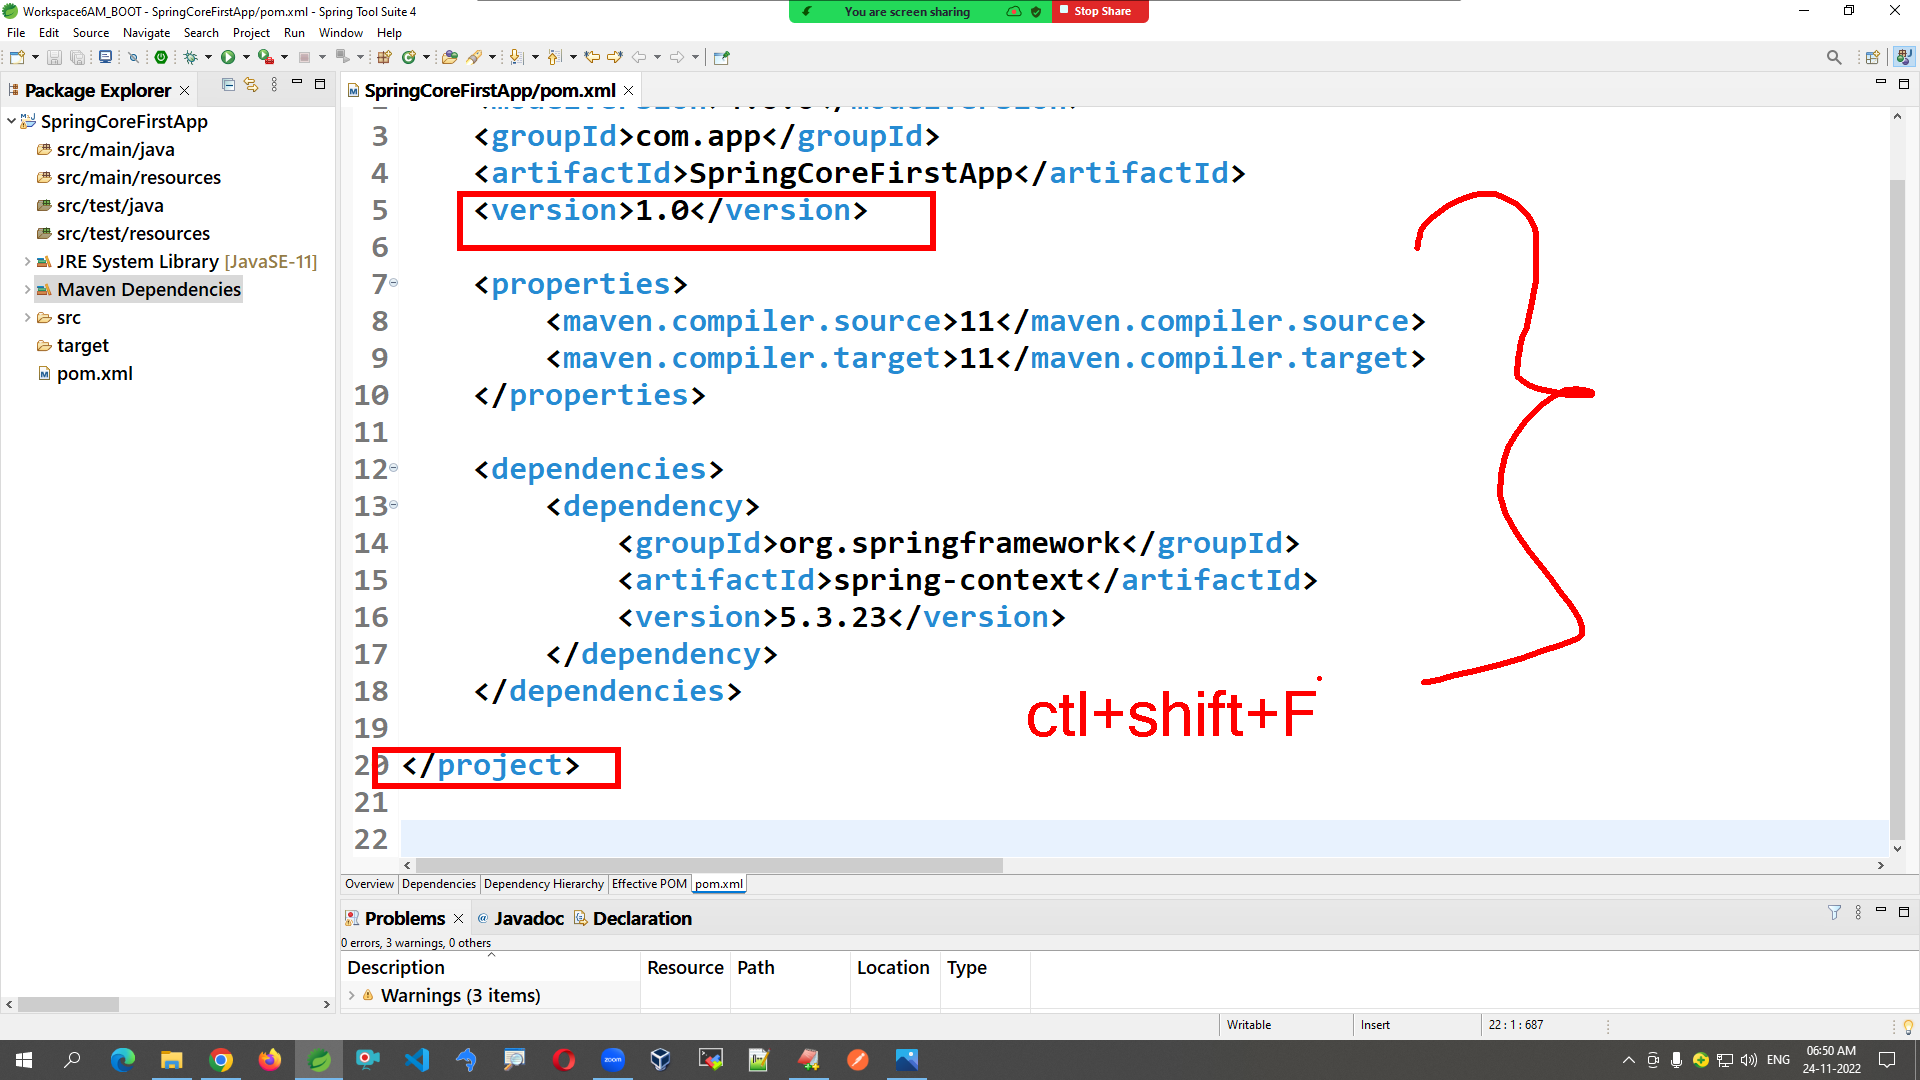 Workspace6AM_BOOT - SpringCoreFirstApp/pom.xml - Spring Tool Suite 4
You are screen sharing
Stop Share
File Edit Source Navigate Search Project Run Window Help
Package Explorer
SpringCoreFirstApp/pom.xml
SpringCoreFirstApp
src/main/java
src/main/resources
src/test/java
src/test/resources
JRE System Library [JavaSE-11]
Maven Dependencies
src
target
pom.xml
3 <groupId>com.app</groupId>
4 <artifactId>SpringCoreFirstApp</artifactId>
5 <version>1.0</version>
6
7 <properties>
8 <maven.compiler.source>11</maven.compiler.source>
9 <maven.compiler.target>11</maven.compiler.target>
10 </properties>
11
12 <dependencies>
13 <dependency>
14 <groupId>org.springframework</groupId>
15 <artifactId>spring-context</artifactId>
16 <version>5.3.23</version>
17 </dependency>
18 </dependencies>
ctl+shift+F
19
20 </project>
21
22
Overview Dependencies Dependency Hierarchy Effective POM pom.xml
Problems @ Javadoc Declaration
0 errors, 3 warnings, 0 others
Description Resource Path Location Type
Warnings (3 items)
Writable Insert 22 : 1 : 687
zoom
ENG
06:50 AM
24-11-2022